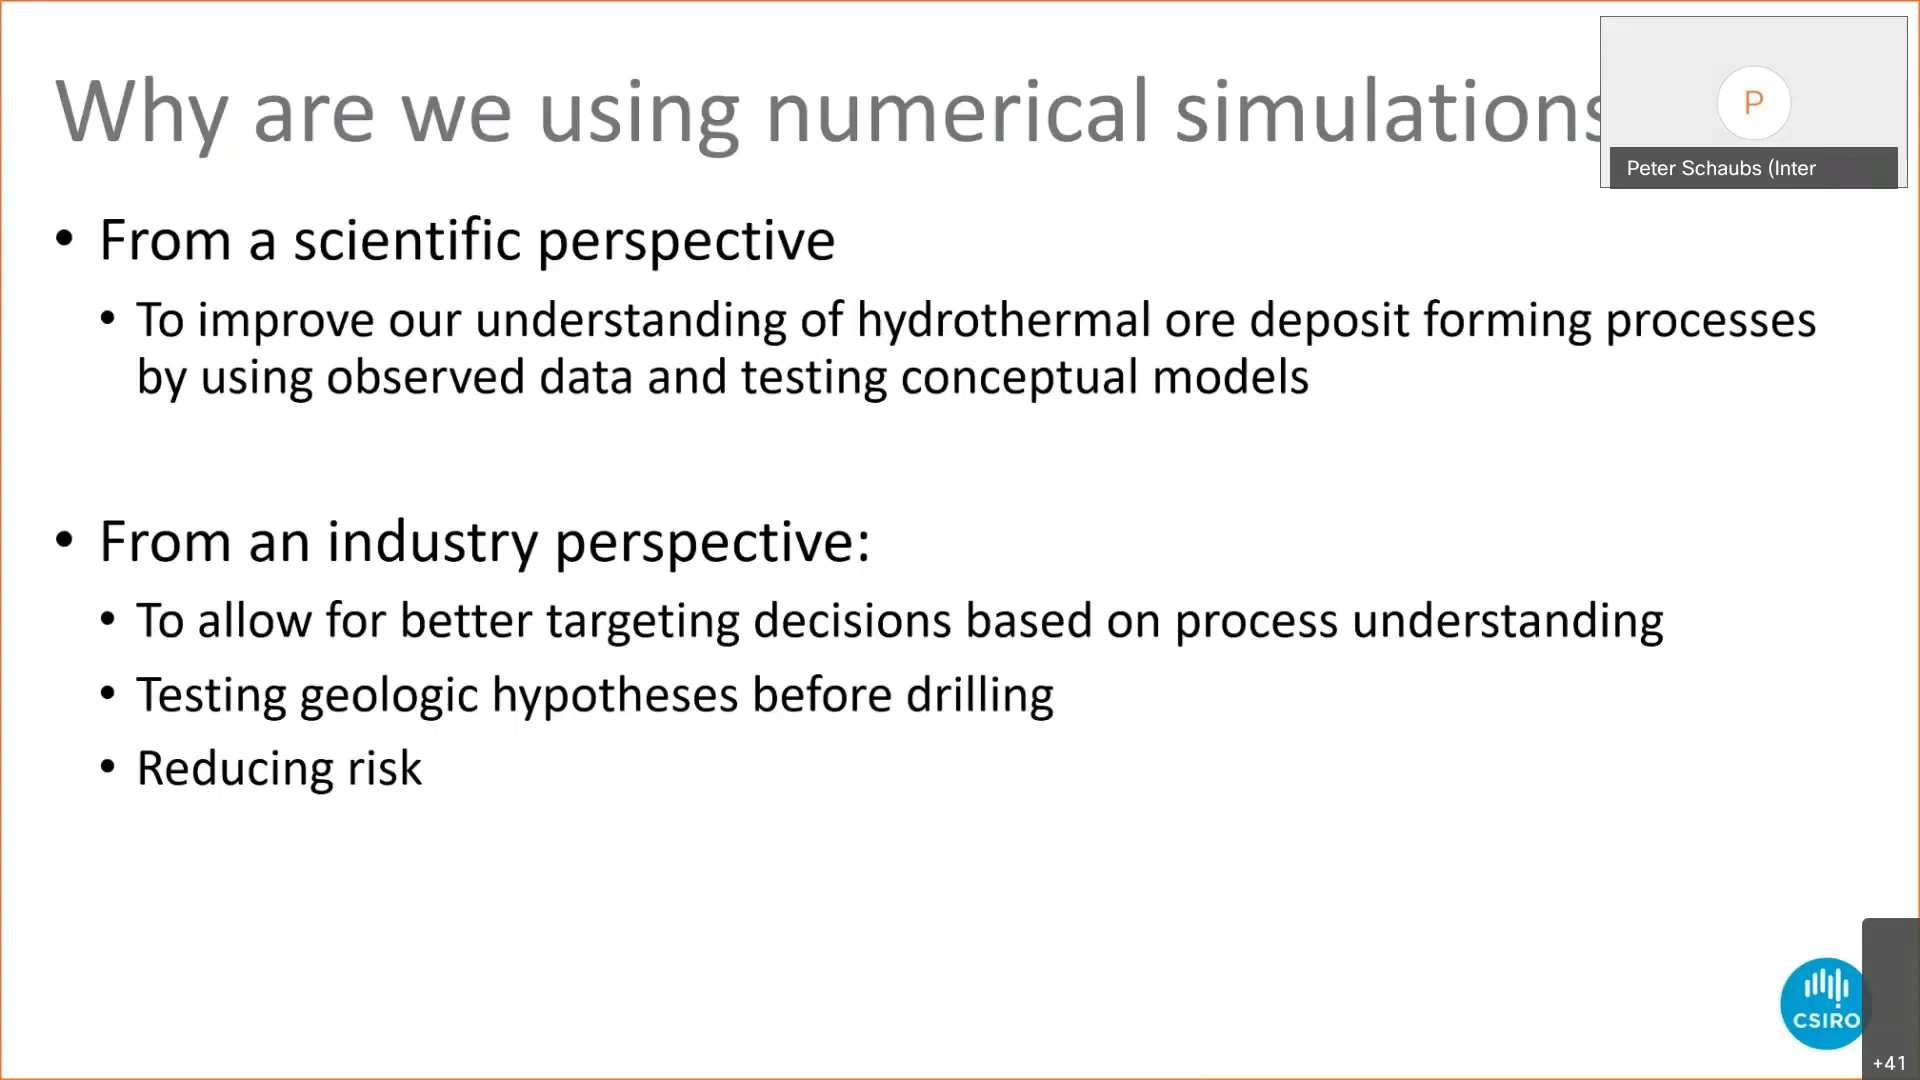 Why are we using numerical simulations
P
Peter Schaubs (Inter
• From a scientific perspective
• To improve our understanding of hydrothermal ore deposit forming processes
by using observed data and testing conceptual models
• From an industry perspective:
• To allow for better targeting decisions based on process understanding
• Testing geologic hypotheses before drilling
• Reducing risk
CSIRO
+41